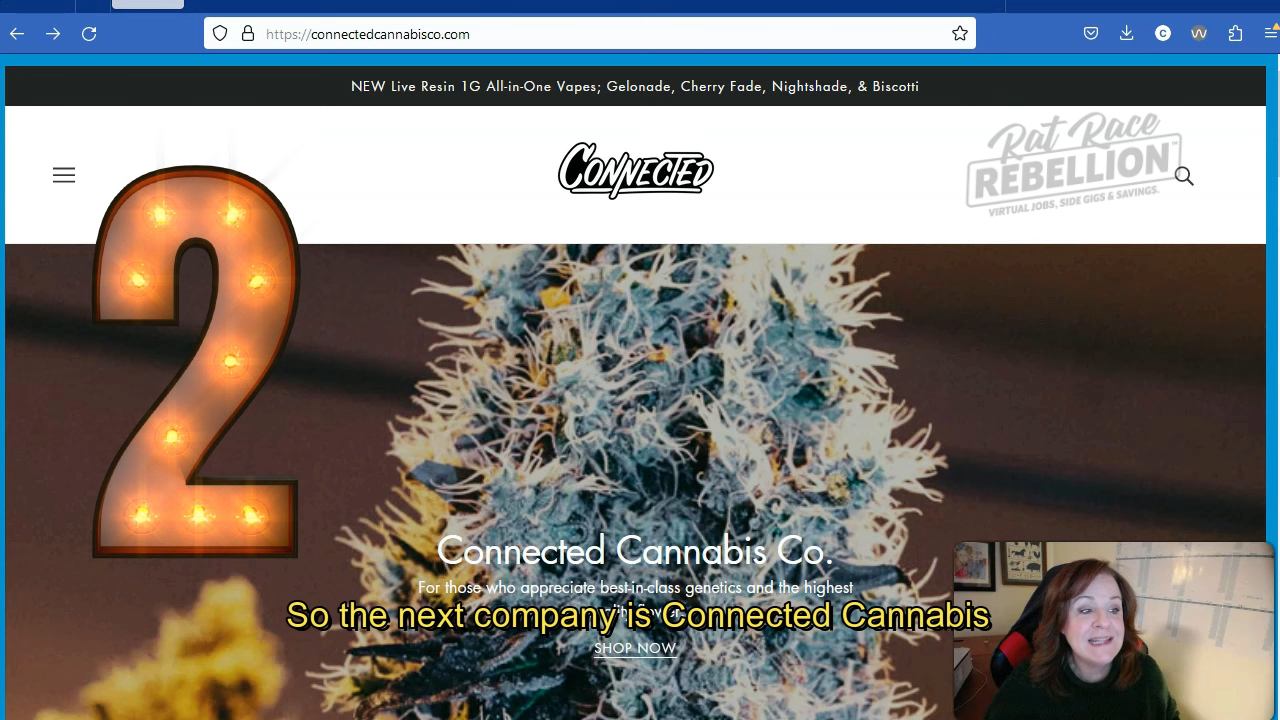 https://connectedcannabisco.com
NEW Live Resin 1G All-in-One Vapes; Gelonade, Cherry Fade, Nightshade, & Biscotti
CONNECTED
Rat Race
REBELLION
VIRTUAL JOBS, SIDE GIGS & SAVINGS.
2
Connected Cannabis Co.
For those who appreciate best-in-class genetics and the highest
So the next company is Connected Cannabis
SHOP NOW